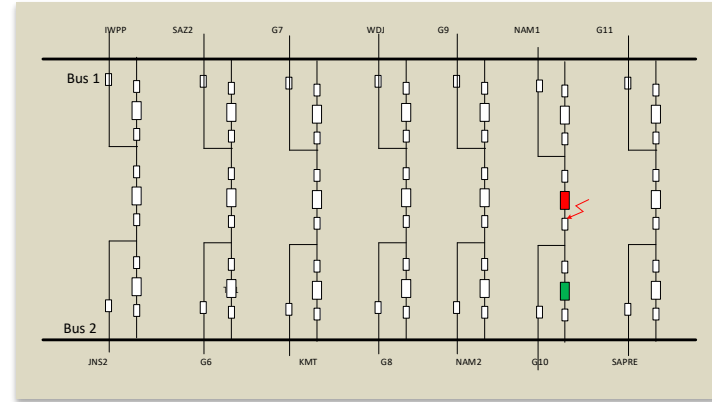 IWPP SAZ2 G7 WDJ G9 NAM1 G11
Bus 1
Bus 2
JNS2 G6 KMT G8 NAM2 G10 SAPRE